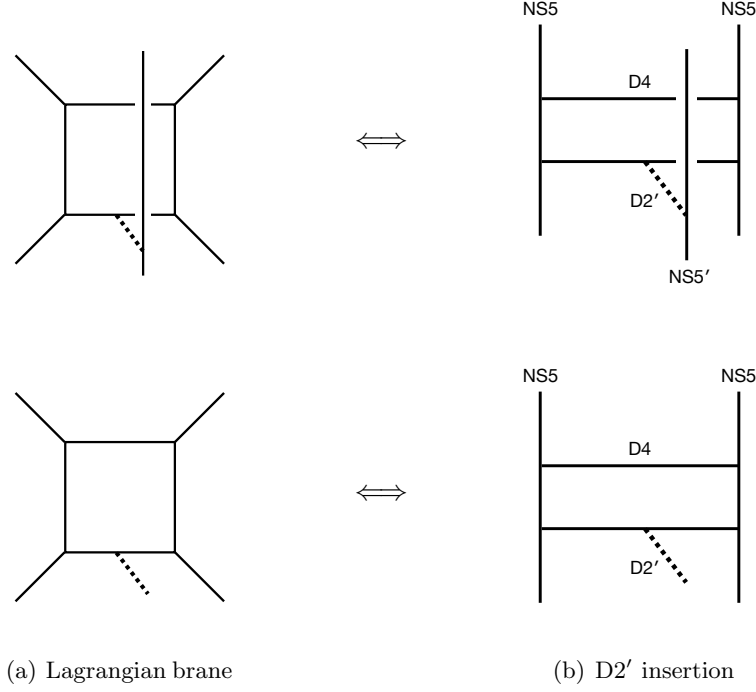 NS5 NS5
D4
⟺
D2′
NS5′
NS5 NS5
D4
⟺
D2′
(a) Lagrangian brane (b) D2′ insertion